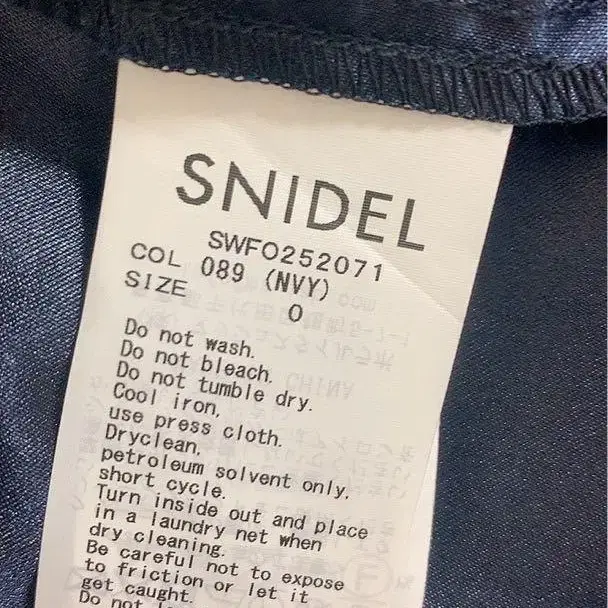 SNIDEL
SWFO252071
COL 089 (NVY)
SIZE 0
Do not wash.
Do not bleach.
Do not tumble dry.
Cool iron,
use press cloth.
Dryclean,
petroleum solvent only,
short cycle.
Turn inside out and place
in a laundry net when
dry cleaning.
Be careful not to expose
to friction or let it
get caught.
Do not